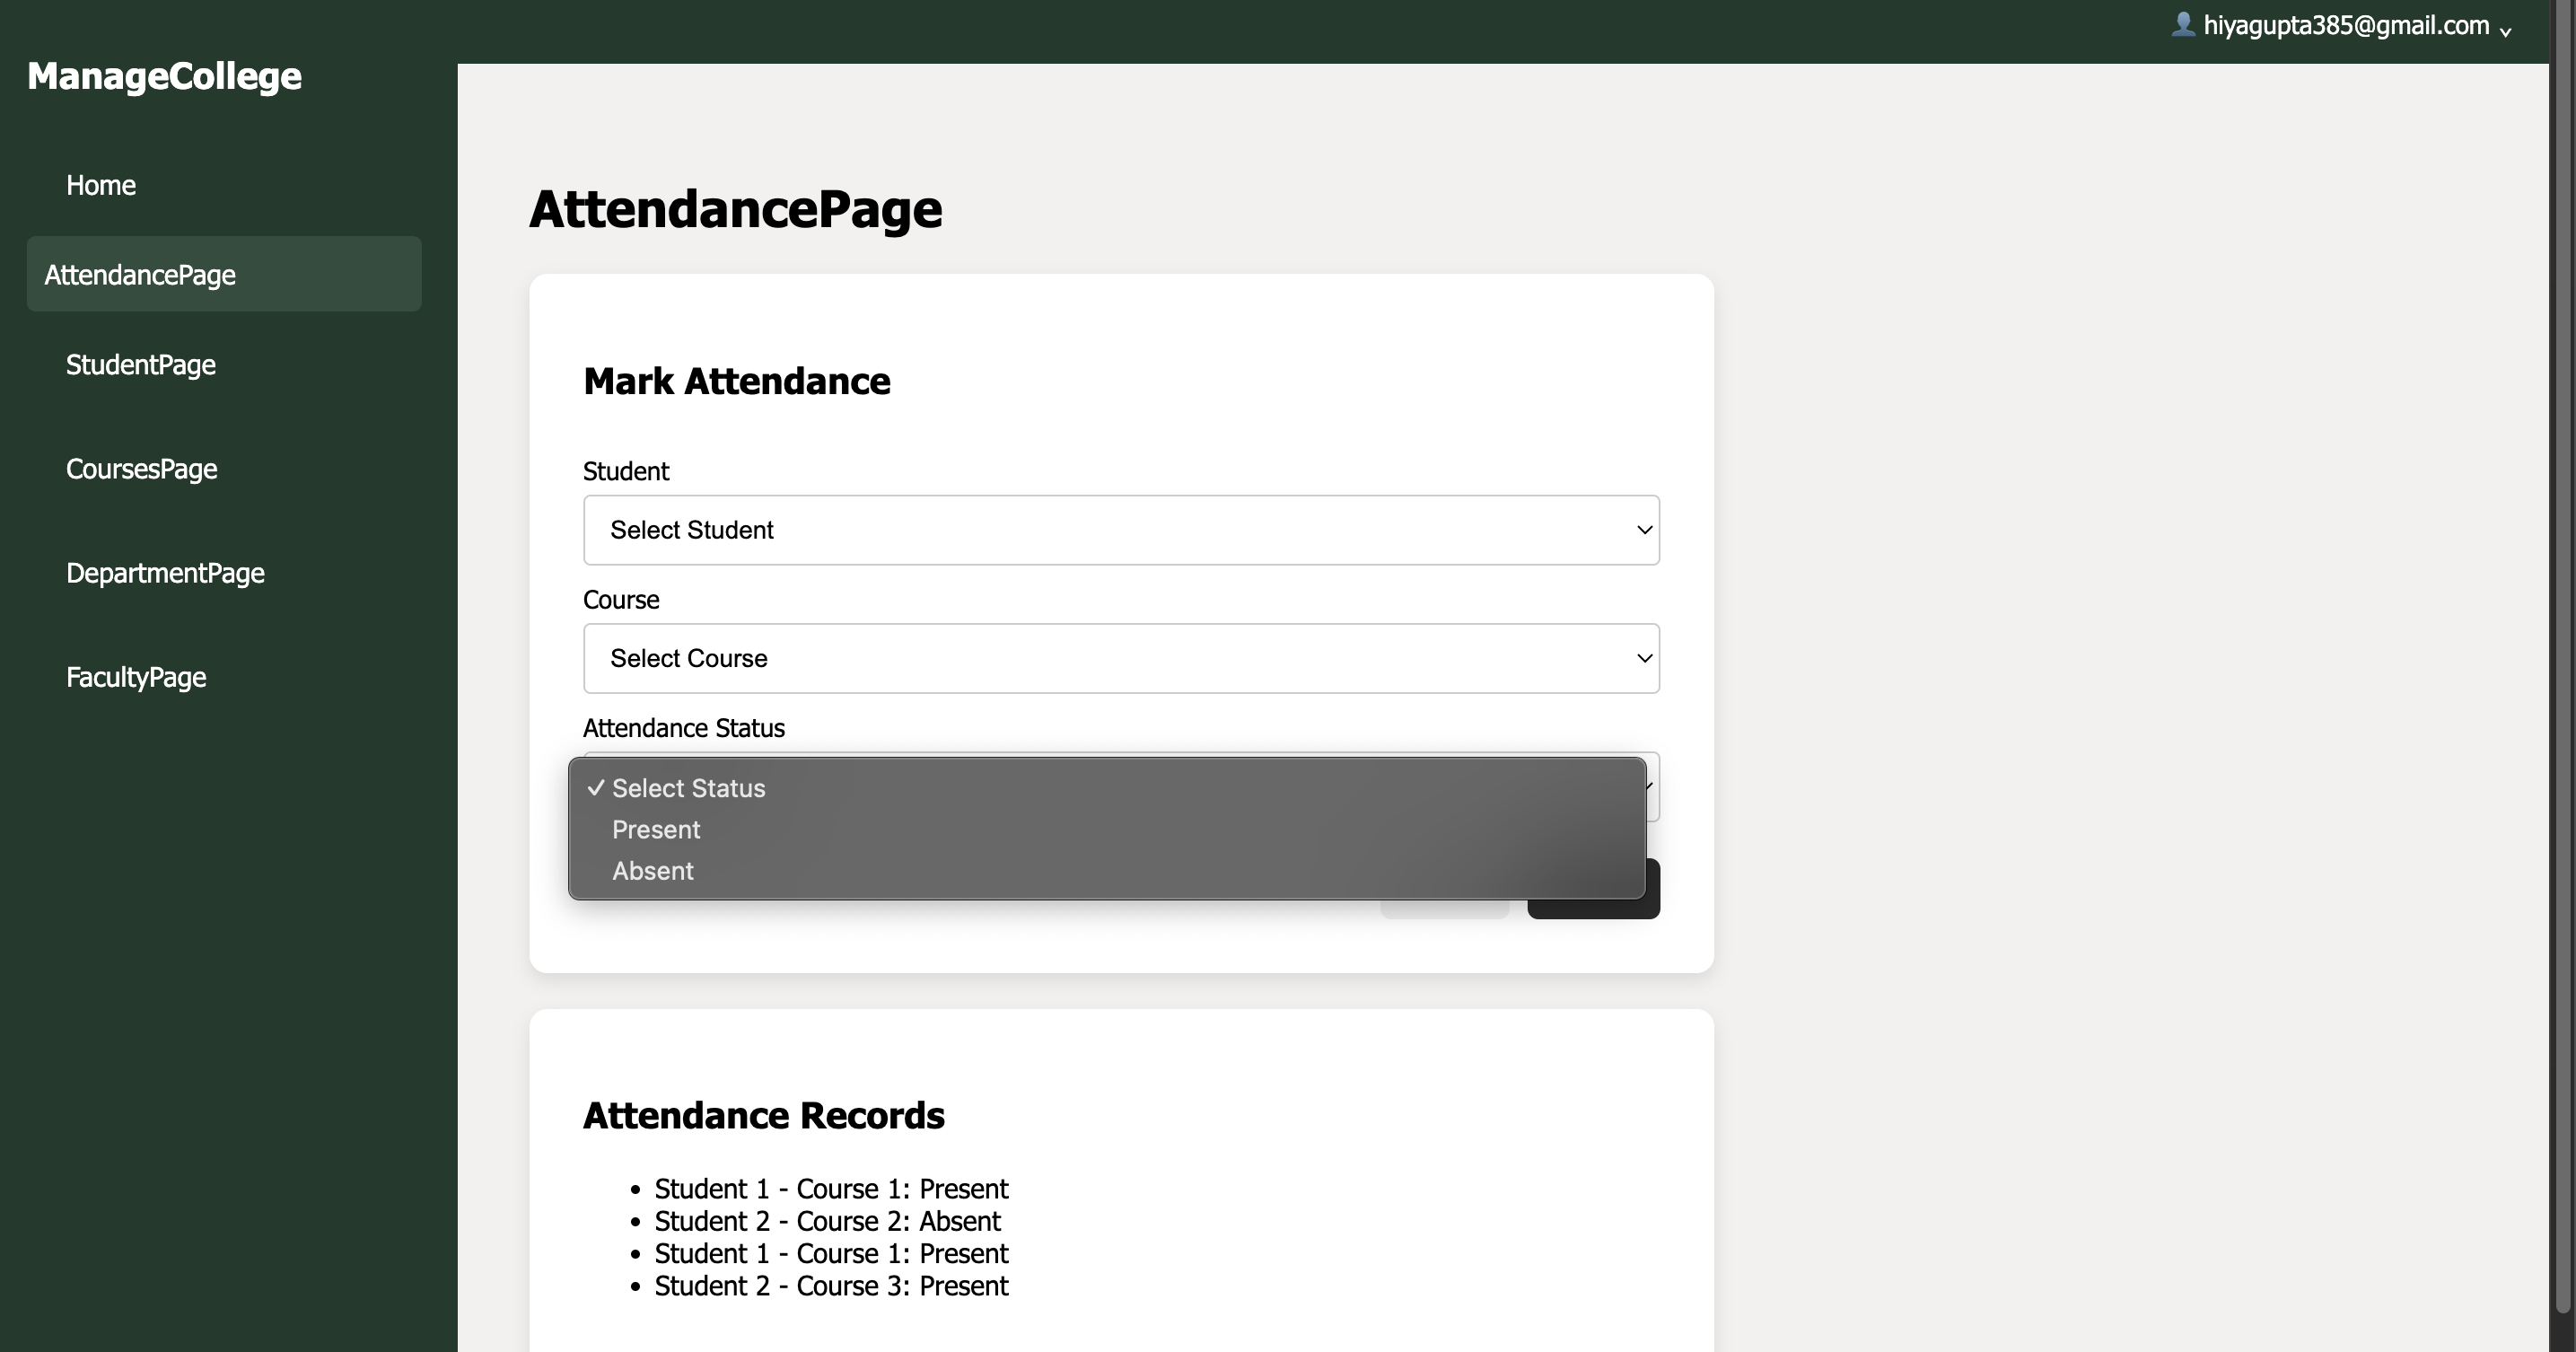 hiyagupta385@gmail.com
ManageCollege
Home
AttendancePage
StudentPage
CoursesPage
DepartmentPage
FacultyPage
AttendancePage
Mark Attendance
Student
Select Student
Course
Select Course
Attendance Status
✓ Select Status
Present
Absent
Attendance Records
• Student 1 - Course 1: Present
• Student 2 - Course 2: Absent
• Student 1 - Course 1: Present
• Student 2 - Course 3: Present